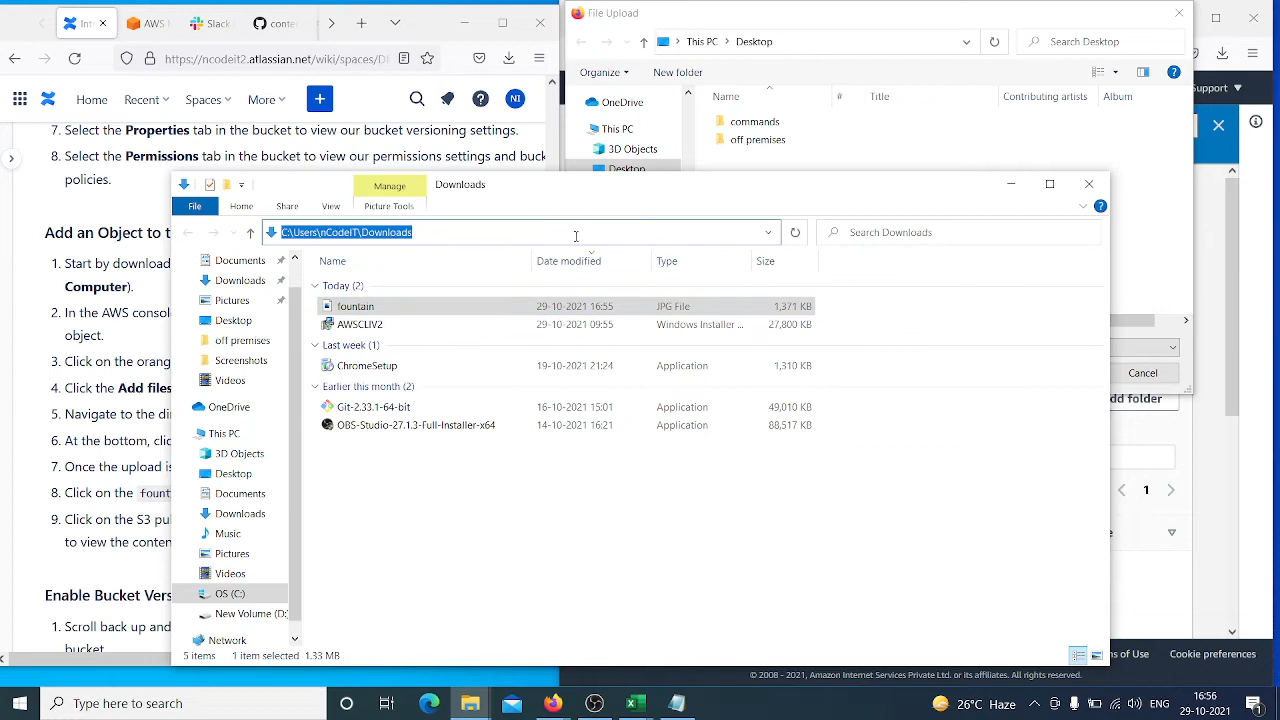 Intr
AWS M
Slack
conter
https://ncodeit2.atlassian.net/wiki/spaces/DE
Home
Recent
Spaces
More
NI
7. Select the Properties tab in the bucket to view our bucket versioning settings.
8. Select the Permissions tab in the bucket to view our permissions settings and buck
policies.
Add an Object to t
1. Start by download
Computer).
2. In the AWS consol
object.
3. Click on the orang
4. Click the Add files
5. Navigate to the di
6. At the bottom, clic
7. Once the upload is
8. Click on the fount
9. Click on the S3 pul
to view the conten
Enable Bucket Vers
1. Scroll back up and
bucket.
File Upload
This PC
Desktop
Search Desktop
Organize
New folder
OneDrive
This PC
3D Objects
Desktop
Name
#
Title
Contributing artists
Album
commands
off premises
Cancel
Support
dd folder
1
Manage
Downloads
File
Home
Share
View
Picture Tools
C:\Users\nCodeIT\Downloads
Search Downloads
Documents
Downloads
Pictures
Desktop
off premises
Screenshots
Videos
OneDrive
This PC
3D Objects
Desktop
Documents
Downloads
Music
Pictures
Videos
OS (C:)
New Volume (D:
Network
Name
Date modified
Type
Size
Today (2)
fountain 29-10-2021 16:55 JPG File 1,371 KB
AWSCLIV2 29-10-2021 09:55 Windows Installer ... 27,800 KB
Last week (1)
ChromeSetup 19-10-2021 21:24 Application 1,310 KB
Earlier this month (2)
Git-2.33.1-64-bit 16-10-2021 15:01 Application 49,010 KB
OBS-Studio-27.1.3-Full-Installer-x64 14-10-2021 16:21 Application 88,517 KB
5 items
1 item selected 1.33 MB
ns of Use
Cookie preferences
© 2008 - 2021, Amazon Internet Services Private Ltd. or its affiliates. All rights reserved.
Type here to search
26°C Haze
16:56
29-10-2021